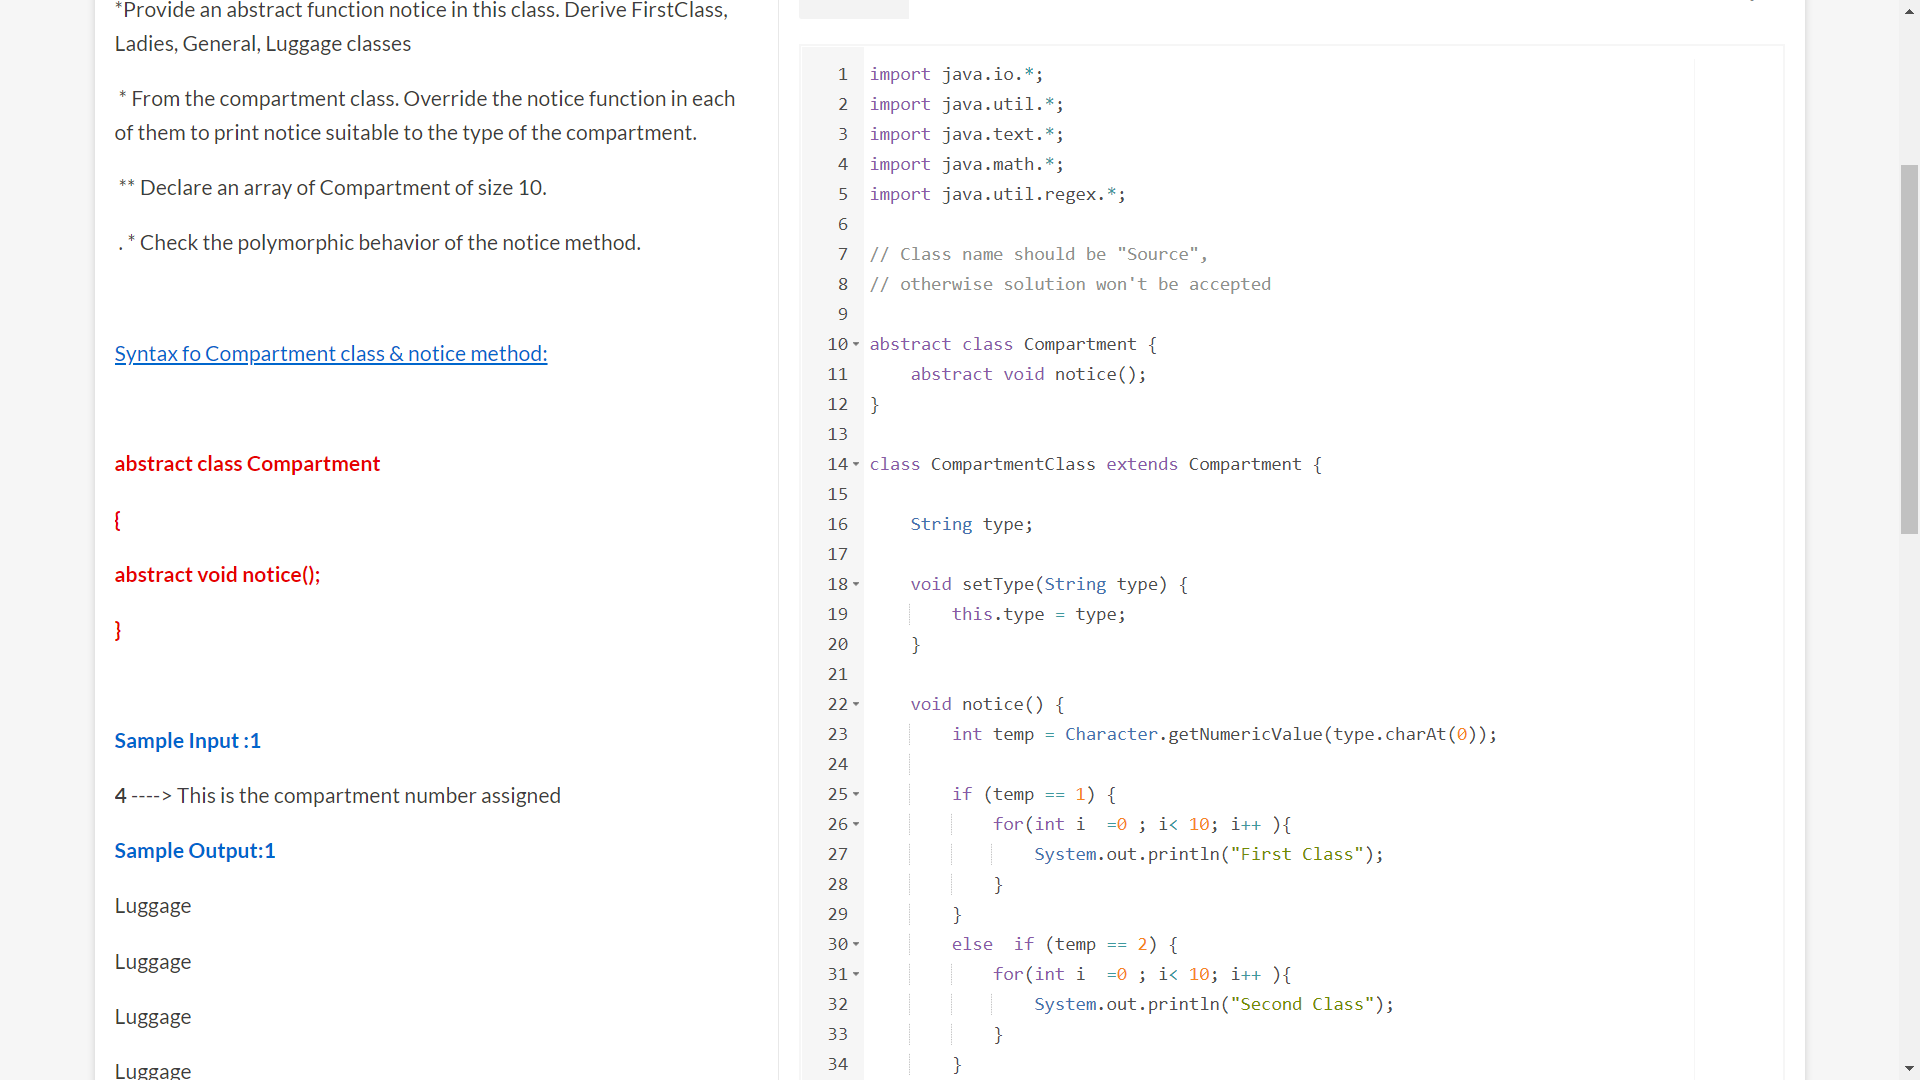 *Provide an abstract function notice in this class. Derive FirstClass,
Ladies, General, Luggage classes
* From the compartment class. Override the notice function in each
of them to print notice suitable to the type of the compartment.
** Declare an array of Compartment of size 10.
. * Check the polymorphic behavior of the notice method.
Syntax fo Compartment class & notice method:
abstract class Compartment
{
abstract void notice();
}
Sample Input :1
4 ----> This is the compartment number assigned
Sample Output:1
Luggage
Luggage
Luggage
Luggage
1 import java.io.*;
2 import java.util.*;
3 import java.text.*;
4 import java.math.*;
5 import java.util.regex.*;
6
7 // Class name should be "Source",
8 // otherwise solution won't be accepted
9
10 abstract class Compartment {
11     abstract void notice();
12 }
13
14 class CompartmentClass extends Compartment {
15
16     String type;
17
18     void setType(String type) {
19         this.type = type;
20     }
21
22     void notice() {
23         int temp = Character.getNumericValue(type.charAt(0));
24
25         if (temp == 1) {
26             for(int i  =0 ; i< 10; i++ ){
27                 System.out.println("First Class");
28             }
29         }
30         else  if (temp == 2) {
31             for(int i  =0 ; i< 10; i++ ){
32                 System.out.println("Second Class");
33             }
34         }